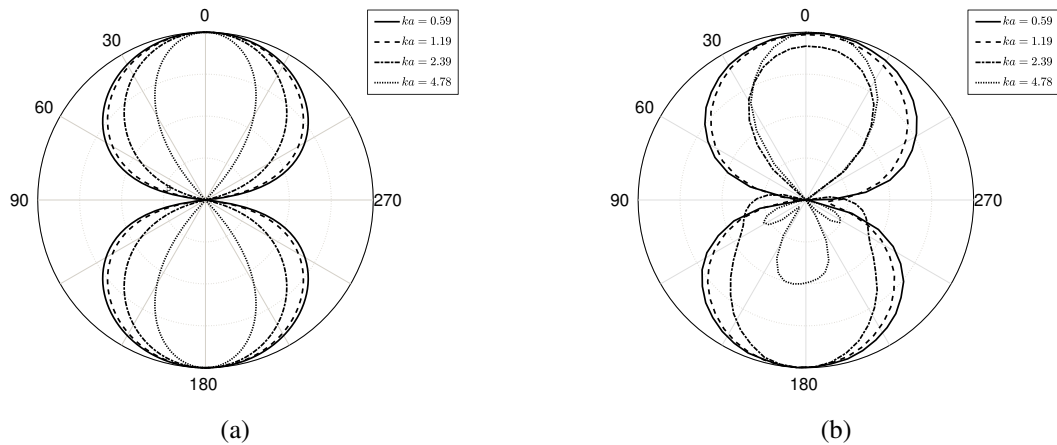 0
30
60
90
180
270
ka = 0.59
ka = 1.19
ka = 2.39
ka = 4.78
(a)
0
30
60
90
180
270
ka = 0.59
ka = 1.19
ka = 2.39
ka = 4.78
(b)